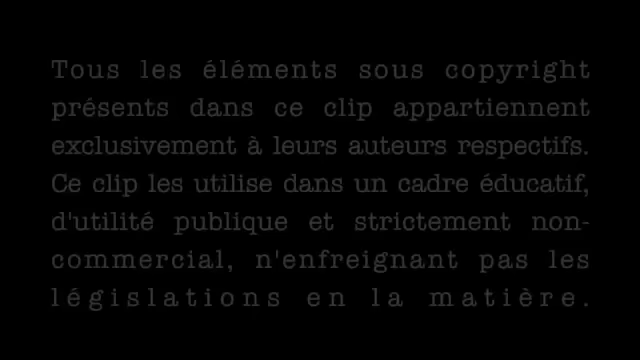 Tous les éléments sous copyright
présents dans ce clip appartiennent
exclusivement à leurs auteurs respectifs.
Ce clip les utilise dans un cadre éducatif,
d'utilité publique et strictement non-
commercial, n'enfreignant pas les
législations en la matière.